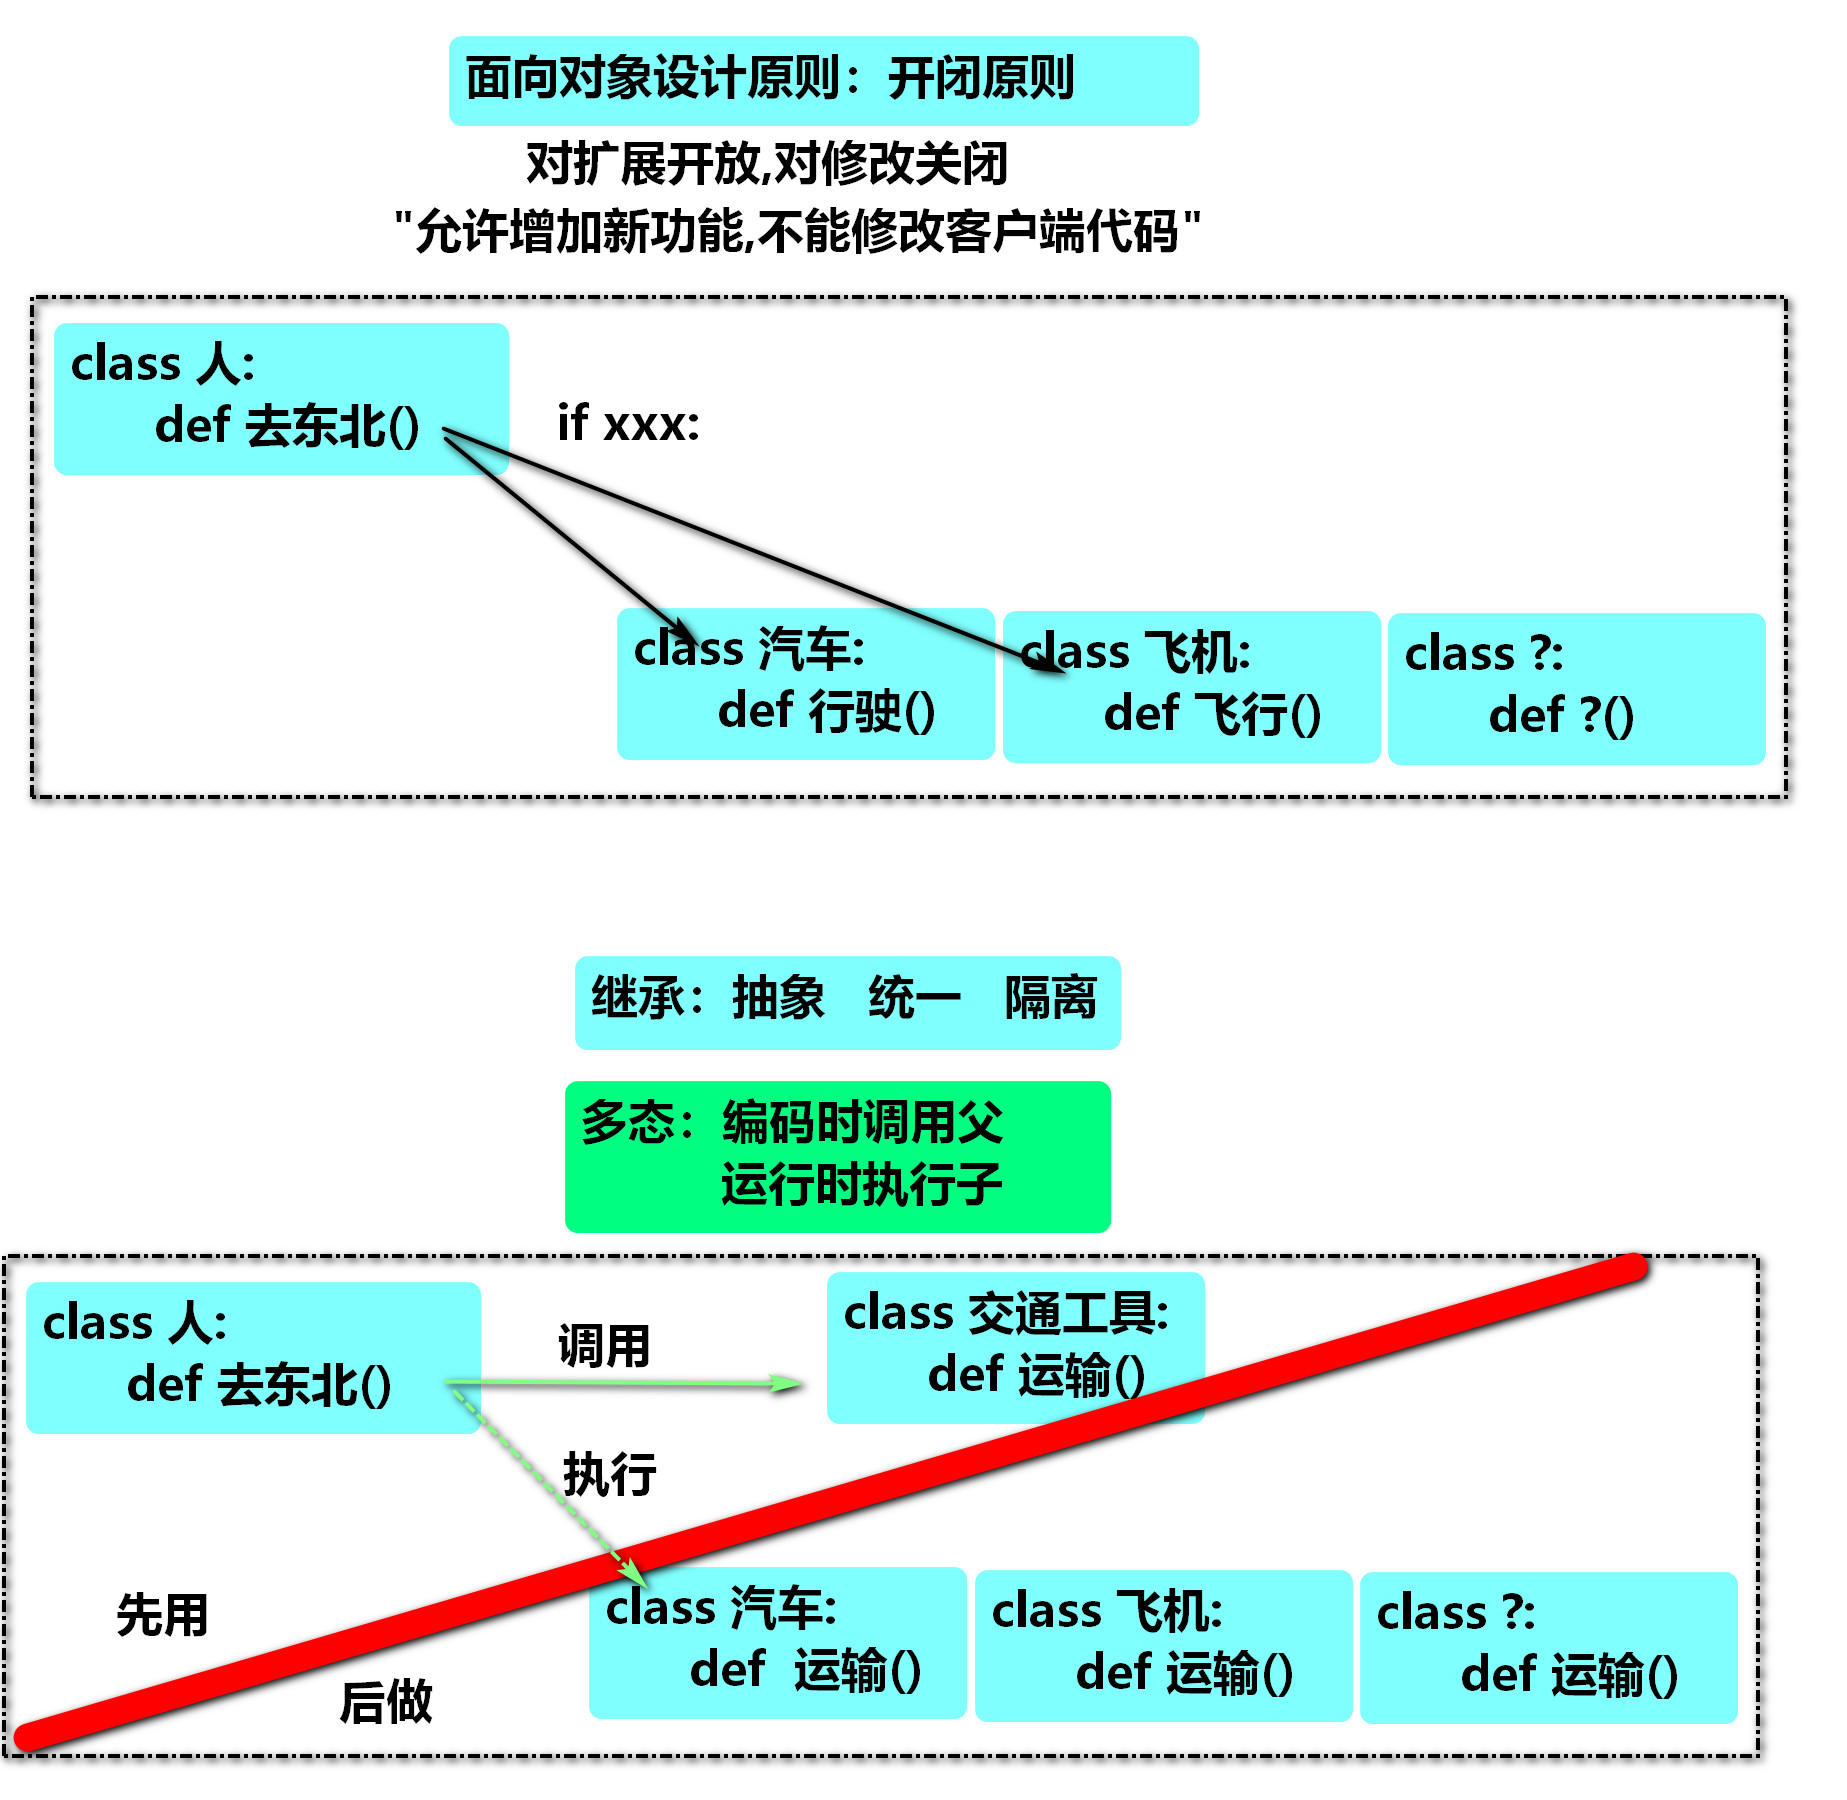 面向对象设计原则：开闭原则
对扩展开放,对修改关闭
"允许增加新功能,不能修改客户端代码"
class 人:
def 去东北()
if xxx:
class 汽车:
def 行驶()
class 飞机:
def 飞行()
class ?:
def ?()
继承：抽象 统一 隔离
多态：编码时调用父
运行时执行子
class 人:
def 去东北()
调用
class 交通工具:
def 运输()
执行
先用
后做
class 汽车:
def 运输()
class 飞机:
def 运输()
class ?:
def 运输()